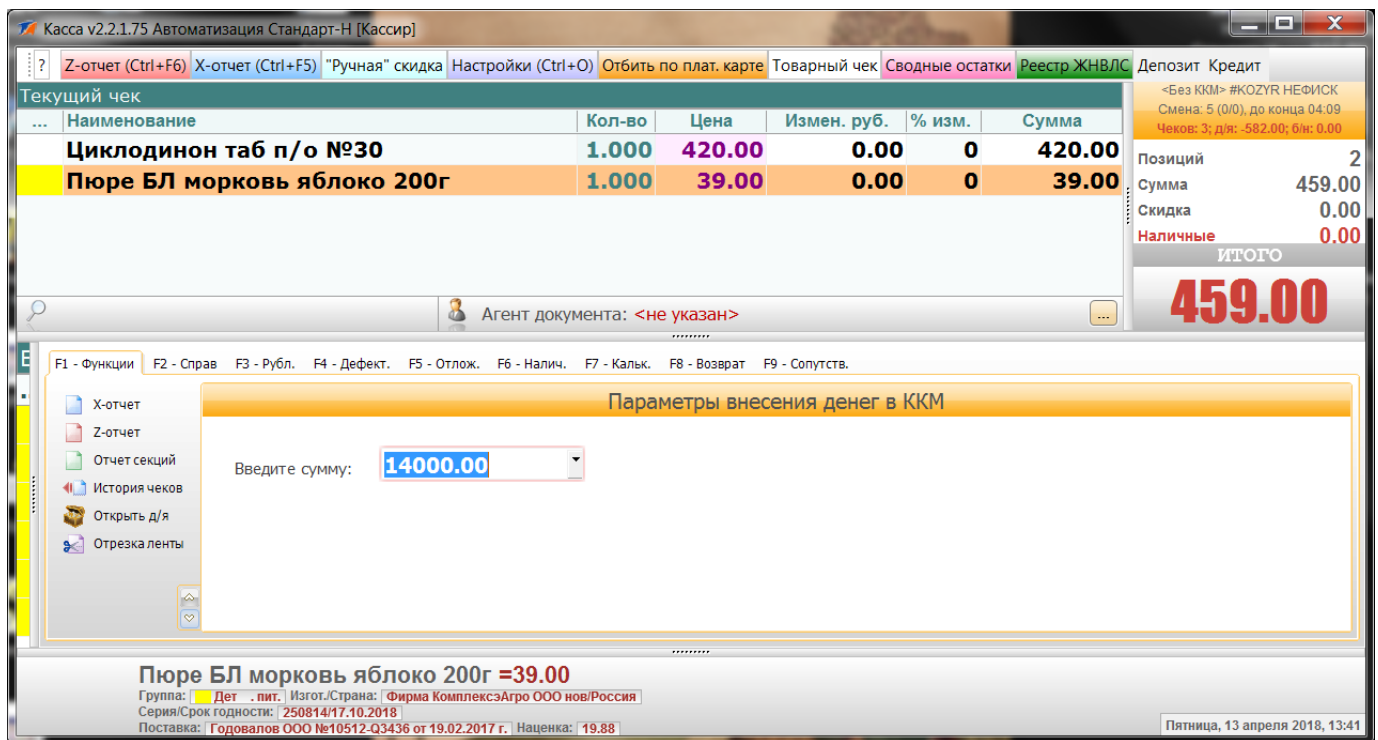 Касса v2.2.1.75 Автоматизация Стандарт-Н [Кассир]
? Z-отчет (Ctrl+F6) X-отчет (Ctrl+F5) "Ручная" скидка Настройки (Ctrl+O) Отбить по плат. карте Товарный чек Сводные остатки Реестр ЖНВЛС Депозит Кредит
Текущий чек
... Наименование Кол-во Цена Измен. руб. % изм. Сумма
Циклодинон таб п/о №30 1.000 420.00 0.00 0 420.00
Пюре БЛ морковь яблоко 200г 1.000 39.00 0.00 0 39.00
<Без ККМ> #KOZYR НЕФИСК
Смена: 5 (0/0), до конца 04:09
Чеков: 3; д/я: -582.00; б/н: 0.00
Позиций 2
Сумма 459.00
Скидка 0.00
Наличные 0.00
ИТОГО
459.00
Агент документа: <не указан> ...
F1 - Функции F2 - Справ F3 - Рубл. F4 - Дефект. F5 - Отлож. F6 - Налич. F7 - Кальк. F8 - Возврат F9 - Сопутств.
X-отчет
Z-отчет
Отчет секций
История чеков
Открыть д/я
Отрезка ленты
Параметры внесения денег в ККМ
Введите сумму: 14000.00
Пюре БЛ морковь яблоко 200г =39.00
Группа: Дет . пит. Изгот./Страна: Фирма КомплексэАгро ООО нов/Россия
Серия/Срок годности: 250814/17.10.2018
Поставка: Годовалов ООО №10512-Q3436 от 19.02.2017 г. Наценка: 19.88
Пятница, 13 апреля 2018, 13:41